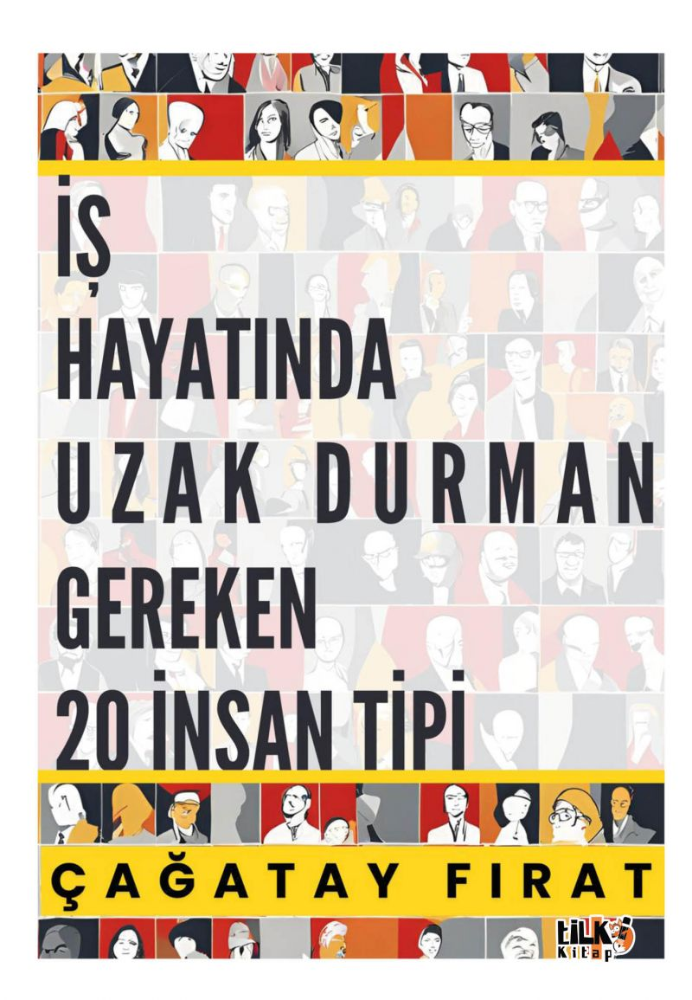 İŞ
HAYATINDA
UZAK DURMAN
GEREKEN
20 İNSAN TİPİ
ÇAĞATAY FIRAT
tiLKi
Kitap